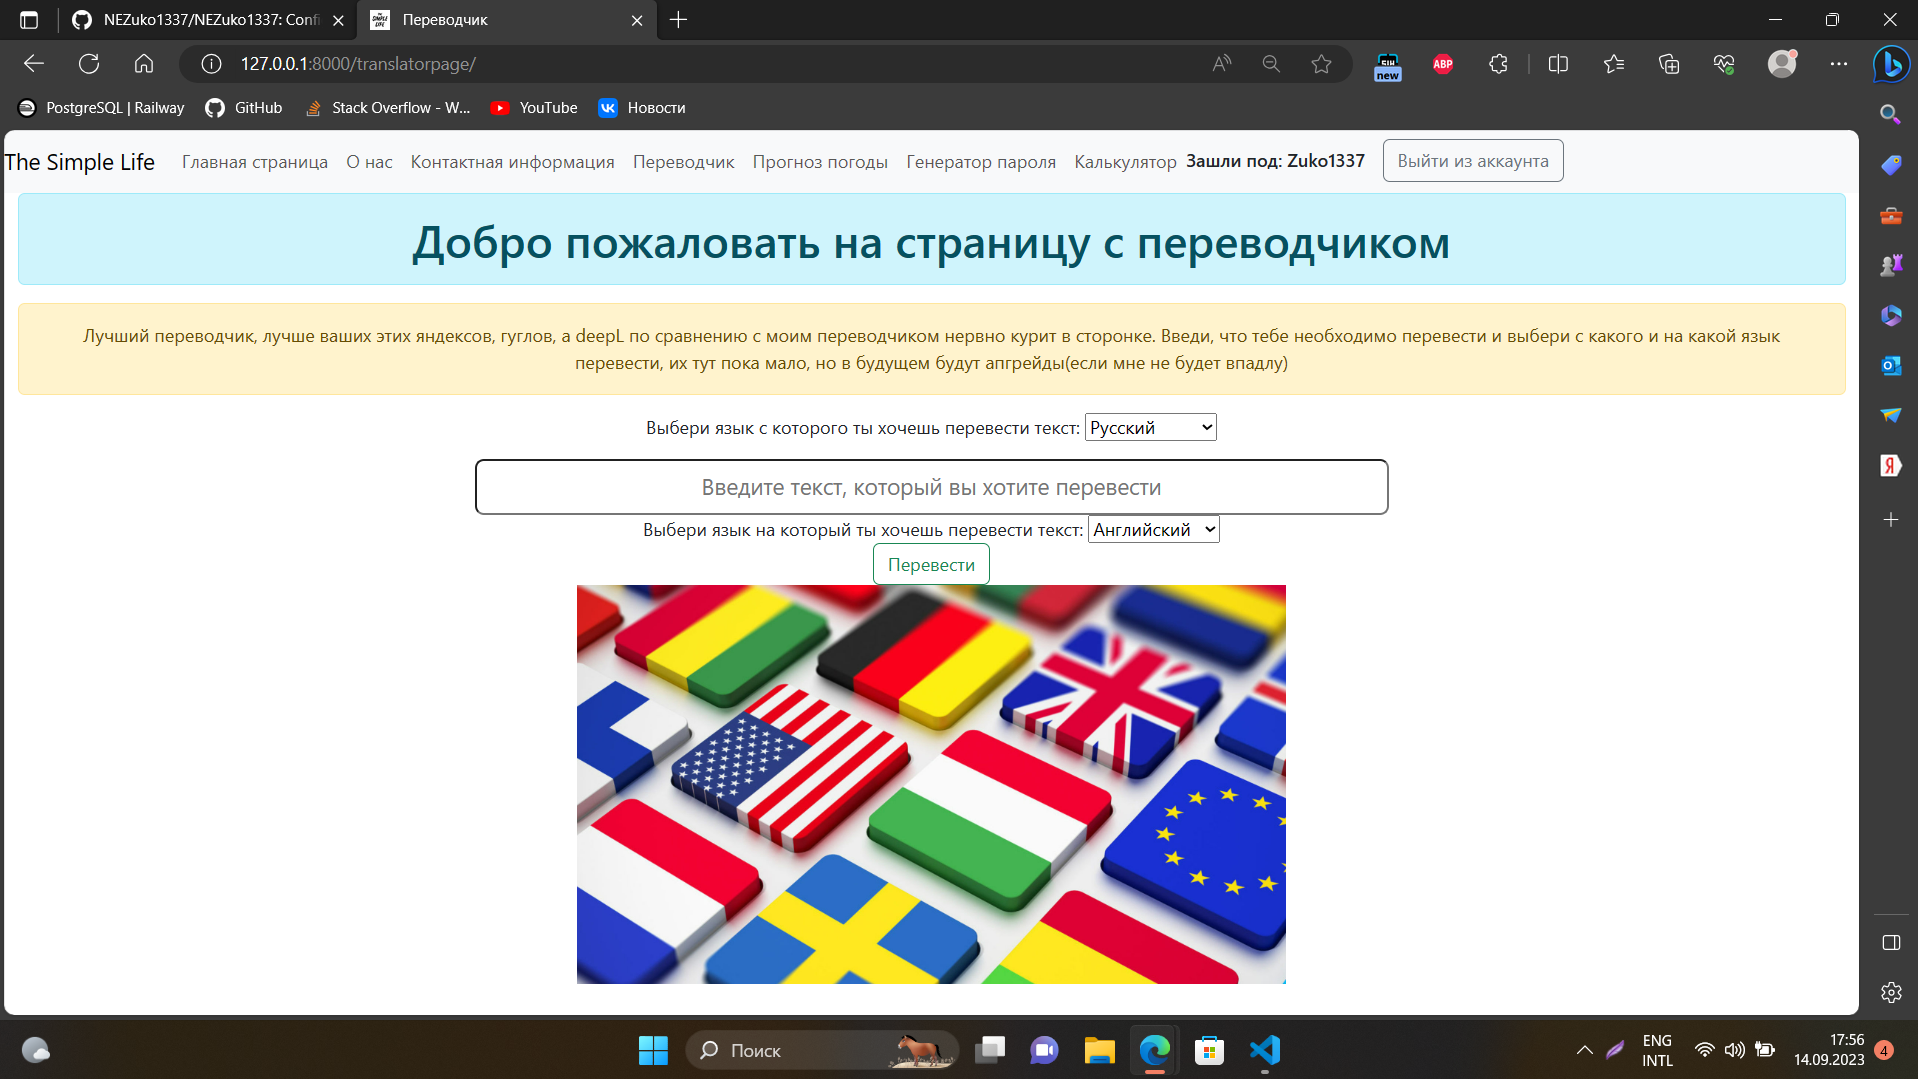 NEZuko1337/NEZuko1337: Confi
Переводчик
127.0.0.1:8000/translatorpage/
new
ABP
PostgreSQL | Railway
GitHub
Stack Overflow - W...
YouTube
Новости
The Simple Life
Главная страница
О нас
Контактная информация
Переводчик
Прогноз погоды
Генератор пароля
Калькулятор
Зашли под: Zuko1337
Выйти из аккаунта
Добро пожаловать на страницу с переводчиком
Лучший переводчик, лучше ваших этих яндексов, гуглов, а deepL по сравнению с моим переводчиком нервно курит в сторонке. Введи, что тебе необходимо перевести и выбери с какого и на какой язык
перевести, их тут пока мало, но в будущем будут апгрейды(если мне не будет впадлу)
Выбери язык с которого ты хочешь перевести текст: Русский
Введите текст, который вы хотите перевести
Выбери язык на который ты хочешь перевести текст: Английский
Перевести
Поиск
ENG
INTL
17:56
14.09.2023
4